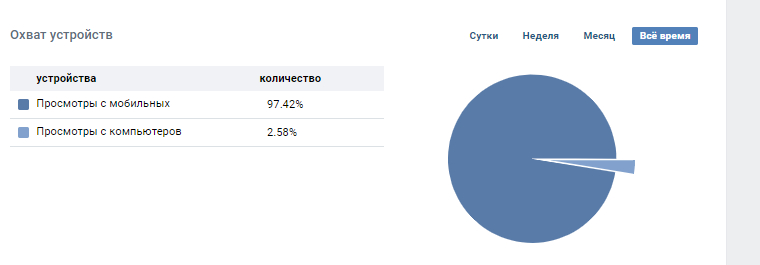 Охват устройств
Сутки Неделя Месяц Всё время
устройства количество
Просмотры с мобильных 97.42%
Просмотры с компьютеров 2.58%